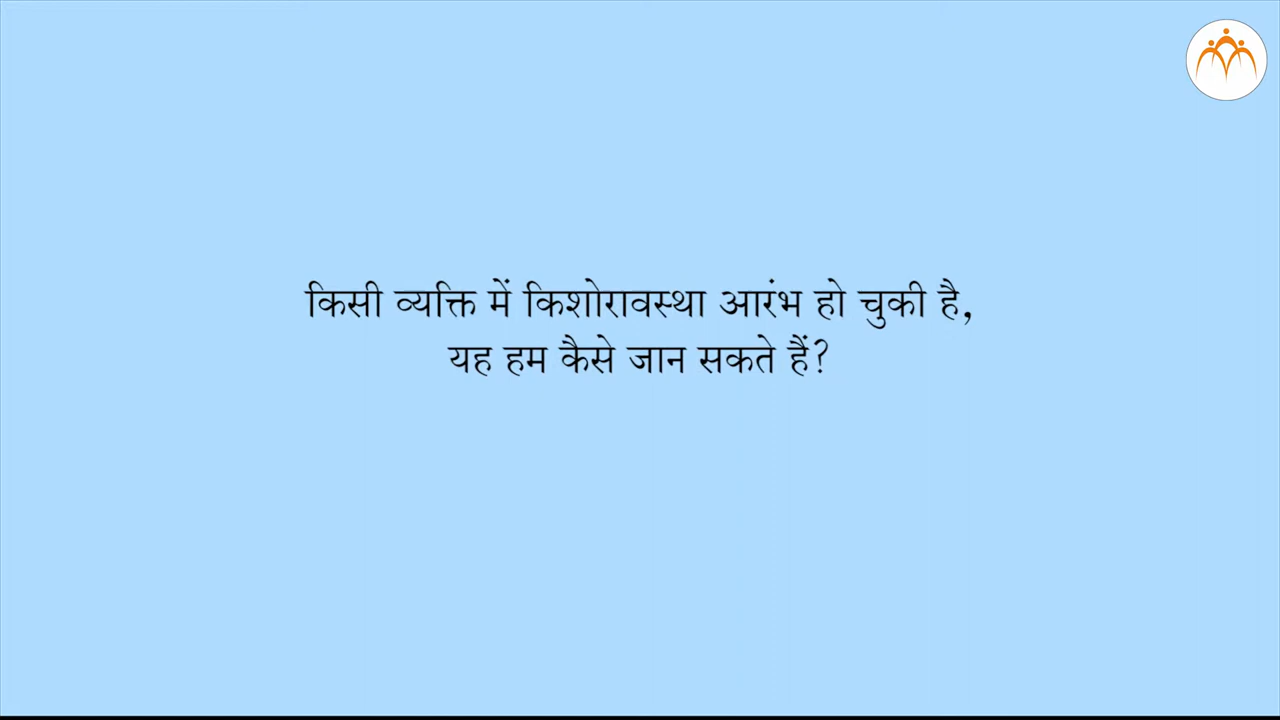 किसी व्यक्ति में किशोरावस्था आरंभ हो चुकी है,
यह हम कैसे जान सकते हैं?